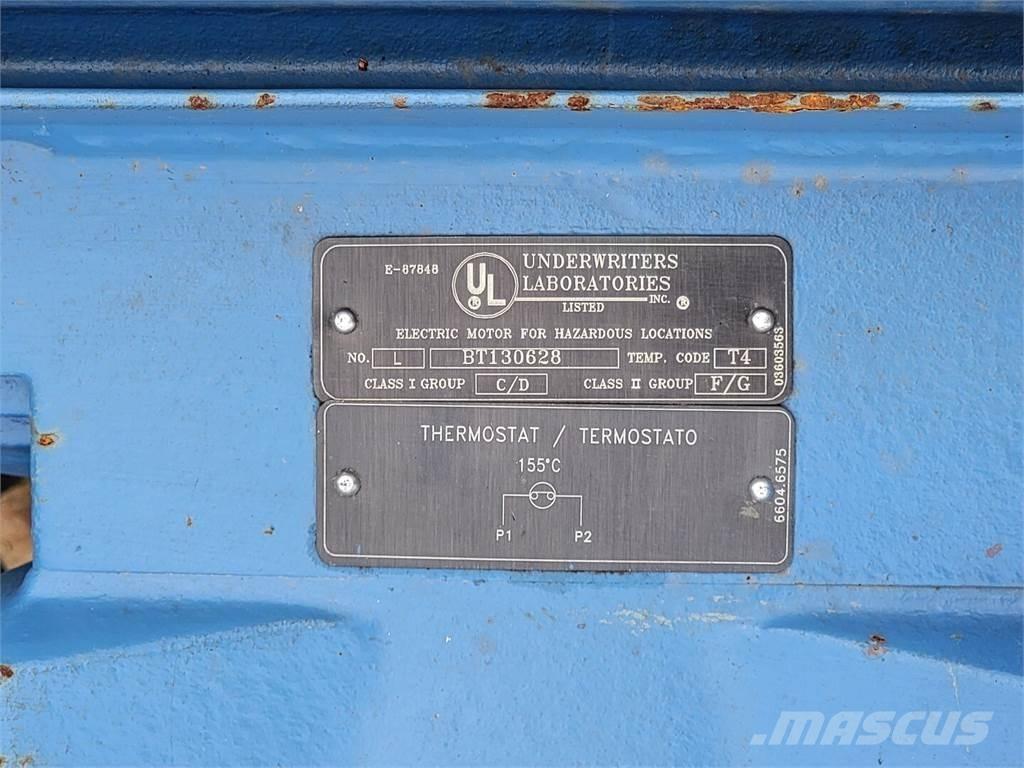 E-87848
UL
UNDERWRITERS
LABORATORIES
INC.
LISTED
ELECTRIC MOTOR FOR HAZARDOUS LOCATIONS
NO. L BT130628 TEMP. CODE T4
CLASS I GROUP C/D CLASS II GROUP F/G
03603563
THERMOSTAT / TERMOSTATO
155°C
P1 P2
6604.6575
MASCUS